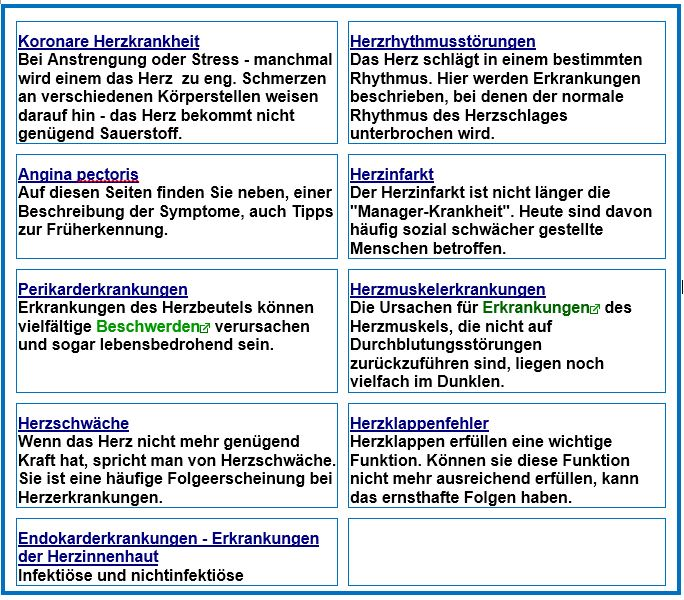 Koronare Herzkrankheit
Bei Anstrengung oder Stress - manchmal
wird einem das Herz zu eng. Schmerzen
an verschiedenen Körperstellen weisen
darauf hin - das Herz bekommt nicht
genügend Sauerstoff.
Herzrhythmusstörungen
Das Herz schlägt in einem bestimmten
Rhythmus. Hier werden Erkrankungen
beschrieben, bei denen der normale
Rhythmus des Herzschlages
unterbrochen wird.
Angina pectoris
Auf diesen Seiten finden Sie neben, einer
Beschreibung der Symptome, auch Tipps
zur Früherkennung.
Herzinfarkt
Der Herzinfarkt ist nicht länger die
"Manager-Krankheit". Heute sind davon
häufig sozial schwächer gestellte
Menschen betroffen.
Perikarderkrankungen
Erkrankungen des Herzbeutels können
vielfältige Beschwerden verursachen
und sogar lebensbedrohend sein.
Herzmuskelerkrankungen
Die Ursachen für Erkrankungen des
Herzmuskels, die nicht auf
Durchblutungsstörungen
zurückzuführen sind, liegen noch
vielfach im Dunklen.
Herzschwäche
Wenn das Herz nicht mehr genügend
Kraft hat, spricht man von Herzschwäche.
Sie ist eine häufige Folgeerscheinung bei
Herzerkrankungen.
Herzklappenfehler
Herzklappen erfüllen eine wichtige
Funktion. Können sie diese Funktion
nicht mehr ausreichend erfüllen, kann
das ernsthafte Folgen haben.
Endokarderkrankungen - Erkrankungen
der Herzinnenhaut
Infektiöse und nichtinfektiöse